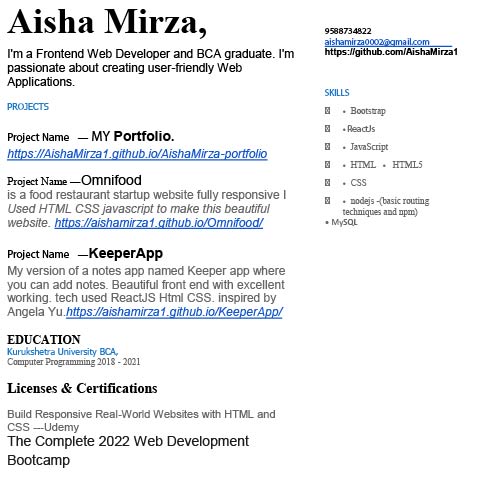 Aisha Mirza,
I'm a Frontend Web Developer and BCA graduate. I'm
passionate about creating user-friendly Web
Applications.
PROJECTS
Project Name — MY Portfolio.
https://AishaMirza1.github.io/AishaMirza-portfolio
Project Name —Omnifood
is a food restaurant startup website fully responsive I
Used HTML CSS javascript to make this beautiful
website. https://aishamirza1.github.io/Omnifood/
Project Name —KeeperApp
My version of a notes app named Keeper app where
you can add notes. Beautiful front end with excellent
working. tech used ReactJS Html CSS. inspired by
Angela Yu.https://aishamirza1.github.io/KeeperApp/
EDUCATION
Kurukshetra University BCA,
Computer Programming 2018 - 2021
Licenses & Certifications
Build Responsive Real-World Websites with HTML and
CSS ---Udemy
The Complete 2022 Web Development
Bootcamp
9588734822
aishamirza0002@gmail.com
https://github.com/AishaMirza1
SKILLS
• Bootstrap
•ReactJs
• JavaScript
• HTML • HTML5
• CSS
• nodejs -(basic routing
techniques and npm)
• MySQL